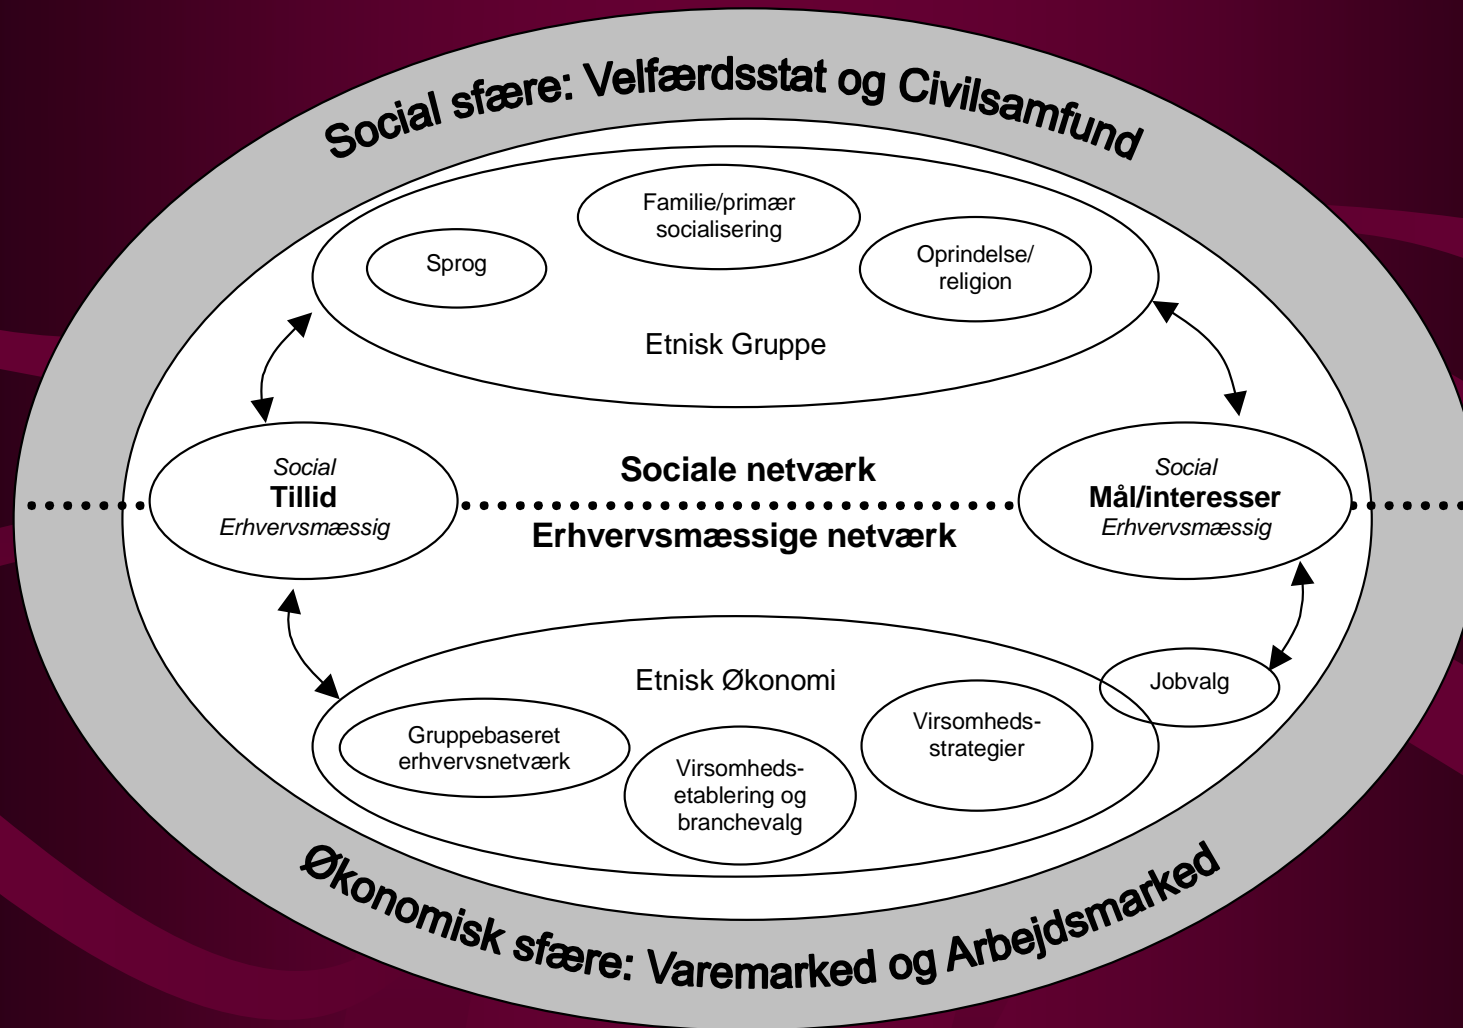 Social sfære: Velfærdsstat og Civilsamfund
Familie/primær
socialisering
Sprog
Oprindelse/
religion
Etnisk Gruppe
Social
Tillid
Erhvervsmæssig
Sociale netværk
Erhvervsmæssige netværk
Social
Mål/interesser
Erhvervsmæssig
Etnisk Økonomi
Jobvalg
Gruppebaseret
erhvervsnetværk
Virsomheds-
etablering og
branchevalg
Virsomheds-
strategier
Økonomisk sfære: Varemarked og Arbejdsmarked